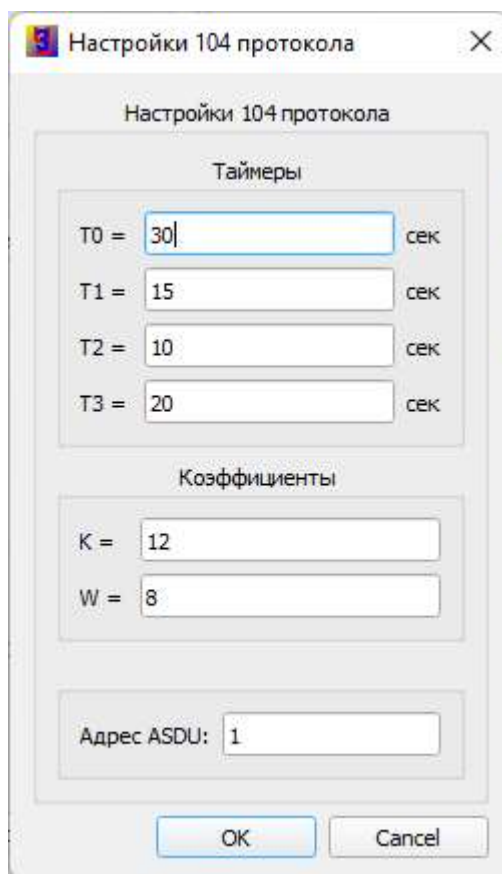 З Настройки 104 протокола
Настройки 104 протокола
Таймеры
T0 = 30 сек
T1 = 15 сек
T2 = 10 сек
T3 = 20 сек
Коэффициенты
K = 12
W = 8
Адрес ASDU: 1
OK Cancel